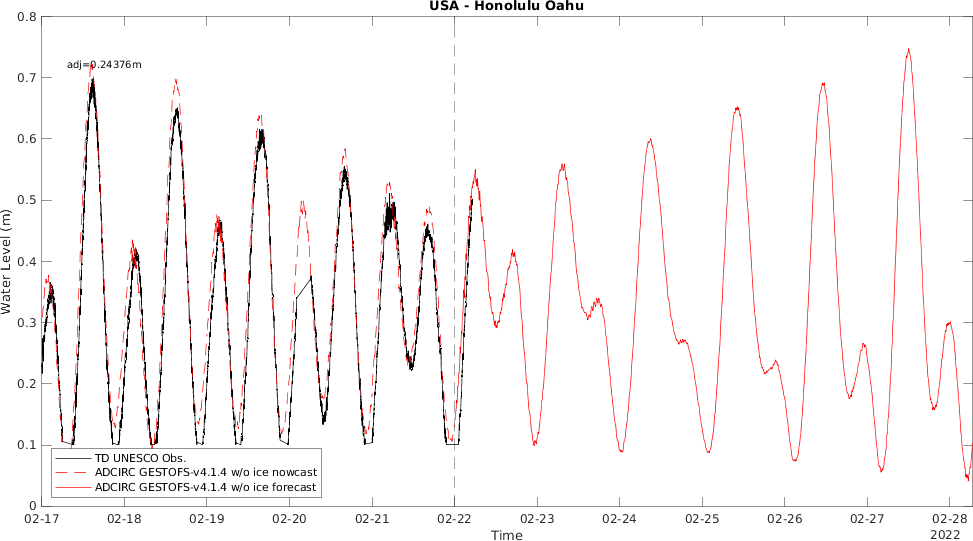 USA - Honolulu Oahu
0.8
0.7
0.6
0.5
0.4
0.3
0.2
0.1
0
Water Level (m)
adj=0.24376m
TD UNESCO Obs.
ADCIRC GESTOFS-v4.1.4 w/o ice nowcast
ADCIRC GESTOFS-v4.1.4 w/o ice forecast
02-17 02-18 02-19 02-20 02-21 02-22 02-23 02-24 02-25 02-26 02-27 02-28
2022
Time